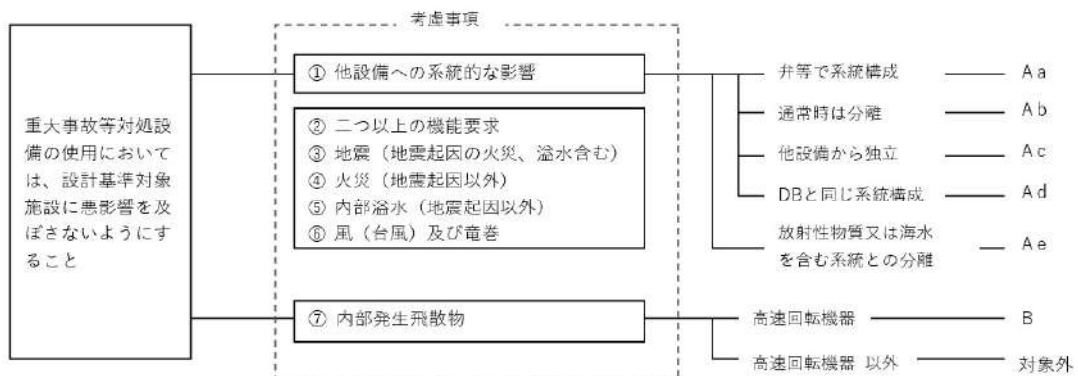 考慮事項
重大事故等対処設
備の使用において
は、設計基準対象
施設に悪影響を及
ぼさないようにす
ること
① 他設備への系統的な影響
② 二つ以上の機能要求
③ 地震（地震起因の火災、溢水含む）
④ 火災（地震起因以外）
⑤ 内部溢水（地震起因以外）
⑥ 風（台風）及び竜巻
⑦ 内部発生飛散物
弁等で系統構成 Aa
通常時は分離 Ab
他設備から独立 Ac
DBと同じ系統構成 Ad
放射性物質又は海水
を含む系統との分離 Ae
高速回転機器 B
高速回転機器 以外 対象外